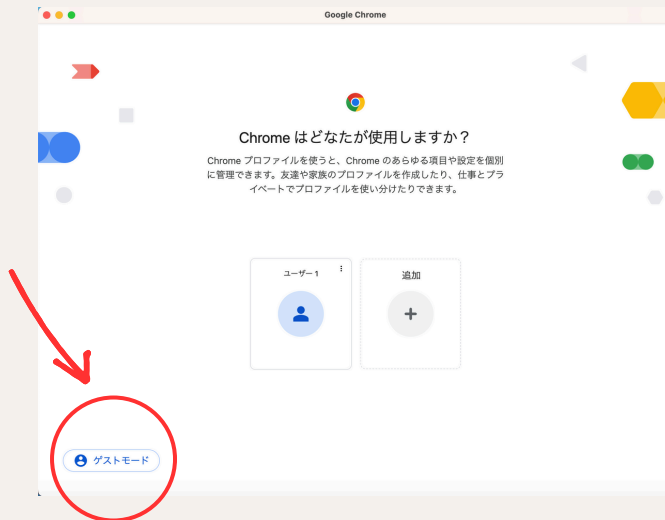 Google Chrome
Chrome はどなたが使用しますか？
Chrome プロファイルを使うと、Chrome のあらゆる項目や設定を個別
に管理できます。友達や家族のプロファイルを作成したり、仕事とプラ
イベートでプロファイルを使い分けたりできます。
ユーザー 1
追加
ゲストモード